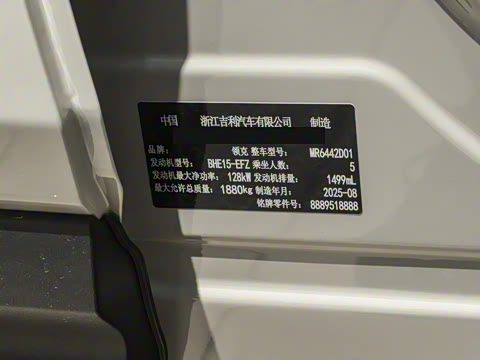 中国 浙江吉利汽车有限公司 制造
品牌: 领克 整车型号: MR6442D01
发动机型号: BHE15-EFZ 乘坐人数: 5
发动机最大净功率: 128kW 发动机排量: 1499mL
最大允许总质量: 1880kg 制造年月: 2025-08
铭牌零件号: 8889518888